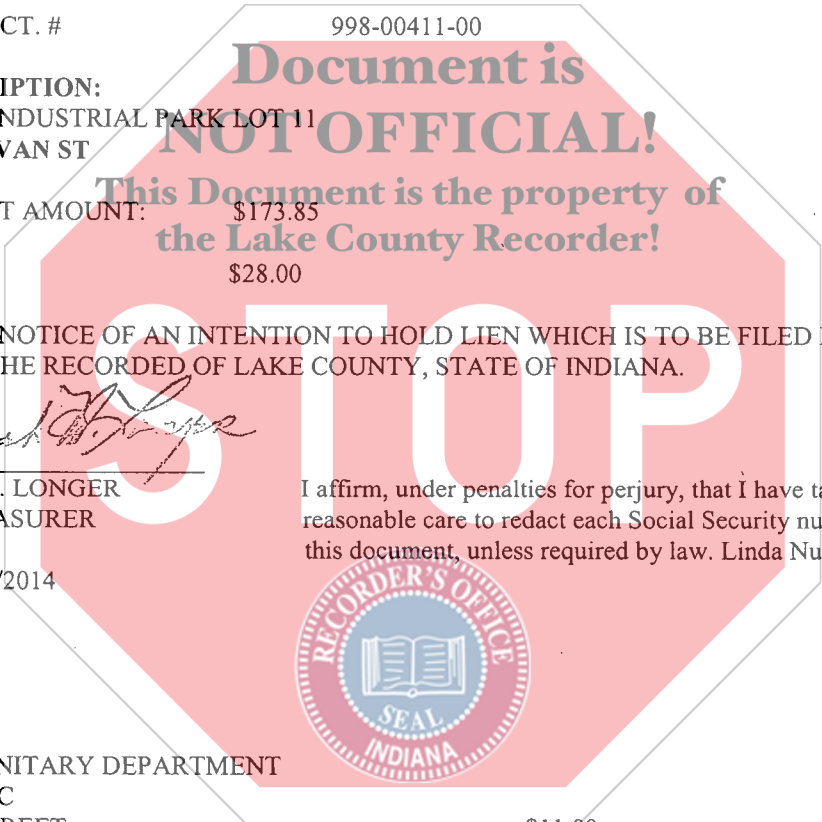 CT. # 998-00411-00
Document is
IPTION:
NDUSTRIAL PARK LOT 11
NOT OFFICIAL!
VAN ST
This Document is the property of
T AMOUNT: $173.85
the Lake County Recorder!
$28.00
STOP
NOTICE OF AN INTENTION TO HOLD LIEN WHICH IS TO BE FILED
HE RECORDED OF LAKE COUNTY, STATE OF INDIANA.
. LONGER
ASURER
/2014
I affirm, under penalties for perjury, that I have ta
reasonable care to redact each Social Security nu
this document, unless required by law. Linda Nu
RECORDER'S OFFICE
SEAL
INDIANA
NITARY DEPARTMENT
C
REET $11.00